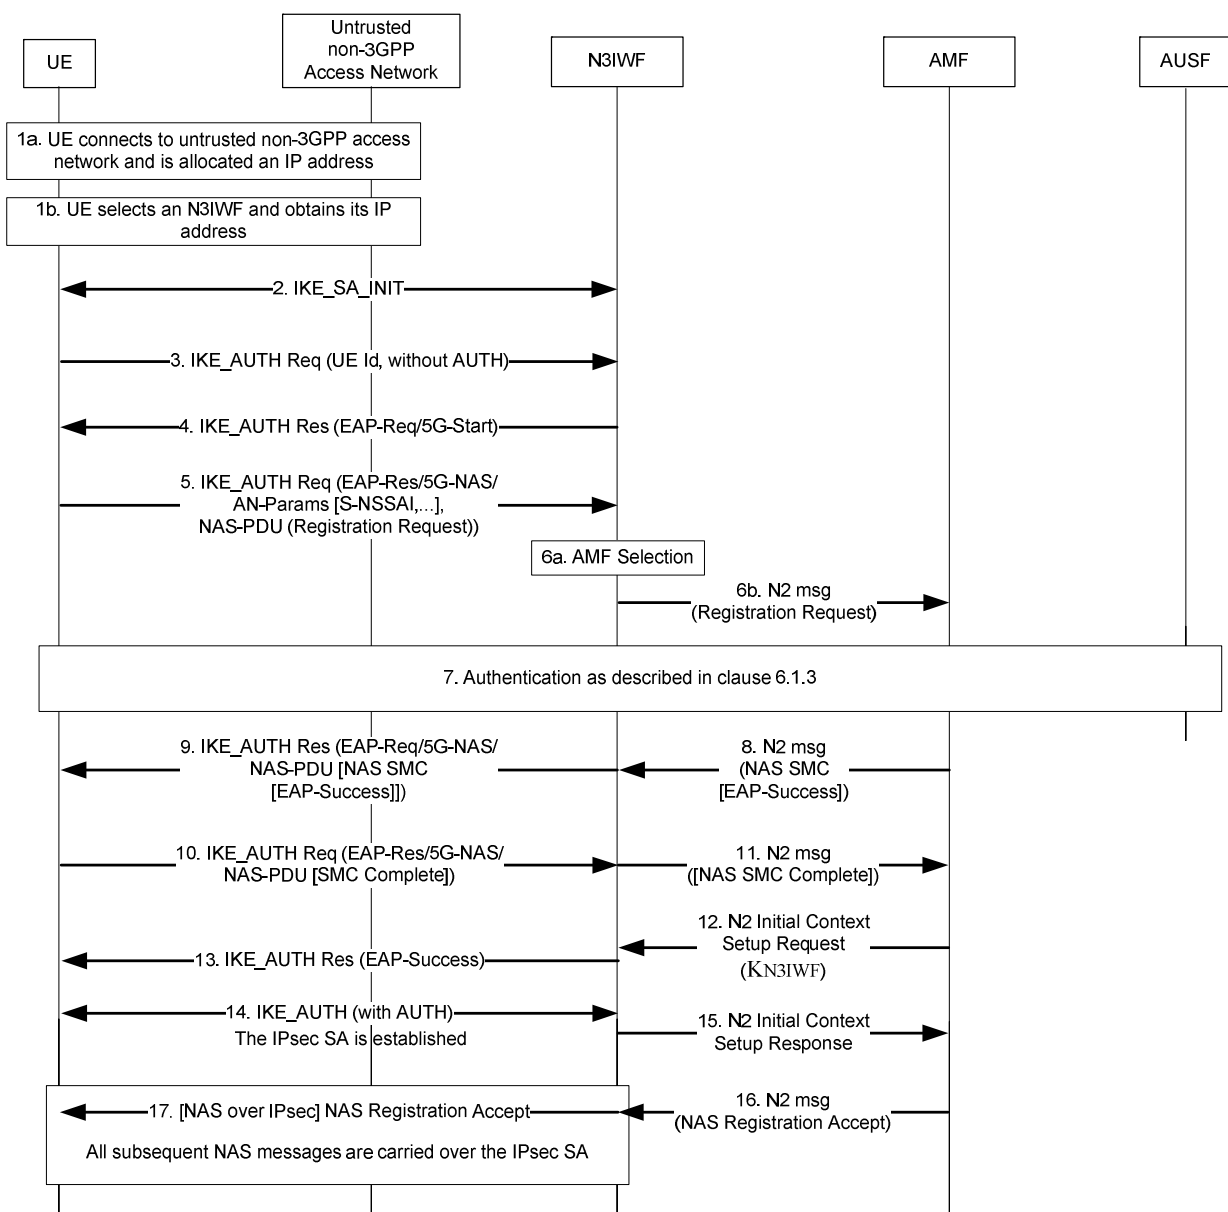 UE
Untrusted
non-3GPP
Access Network
N3IWF
AMF
AUSF
1a. UE connects to untrusted non-3GPP access
network and is allocated an IP address
1b. UE selects an N3IWF and obtains its IP
address
2. IKE_SA_INIT
3. IKE_AUTH Req (UE Id, without AUTH)
4. IKE_AUTH Res (EAP-Req/5G-Start)
5. IKE_AUTH Req (EAP-Res/5G-NAS/
AN-Params [S-NSSAI,...],
NAS-PDU (Registration Request))
6a. AMF Selection
6b. N2 msg
(Registration Request)
7. Authentication as described in clause 6.1.3
9. IKE_AUTH Res (EAP-Req/5G-NAS/
NAS-PDU [NAS SMC
[EAP-Success]])
8. N2 msg
(NAS SMC
[EAP-Success])
10. IKE_AUTH Req (EAP-Res/5G-NAS/
NAS-PDU [SMC Complete])
11. N2 msg
([NAS SMC Complete])
12. N2 Initial Context
Setup Request
(KN3IWF)
13. IKE_AUTH Res (EAP-Success)
14. IKE_AUTH (with AUTH)
The IPsec SA is established
15. N2 Initial Context
Setup Response
16. N2 msg
(NAS Registration Accept)
17. [NAS over IPsec] NAS Registration Accept
All subsequent NAS messages are carried over the IPsec SA